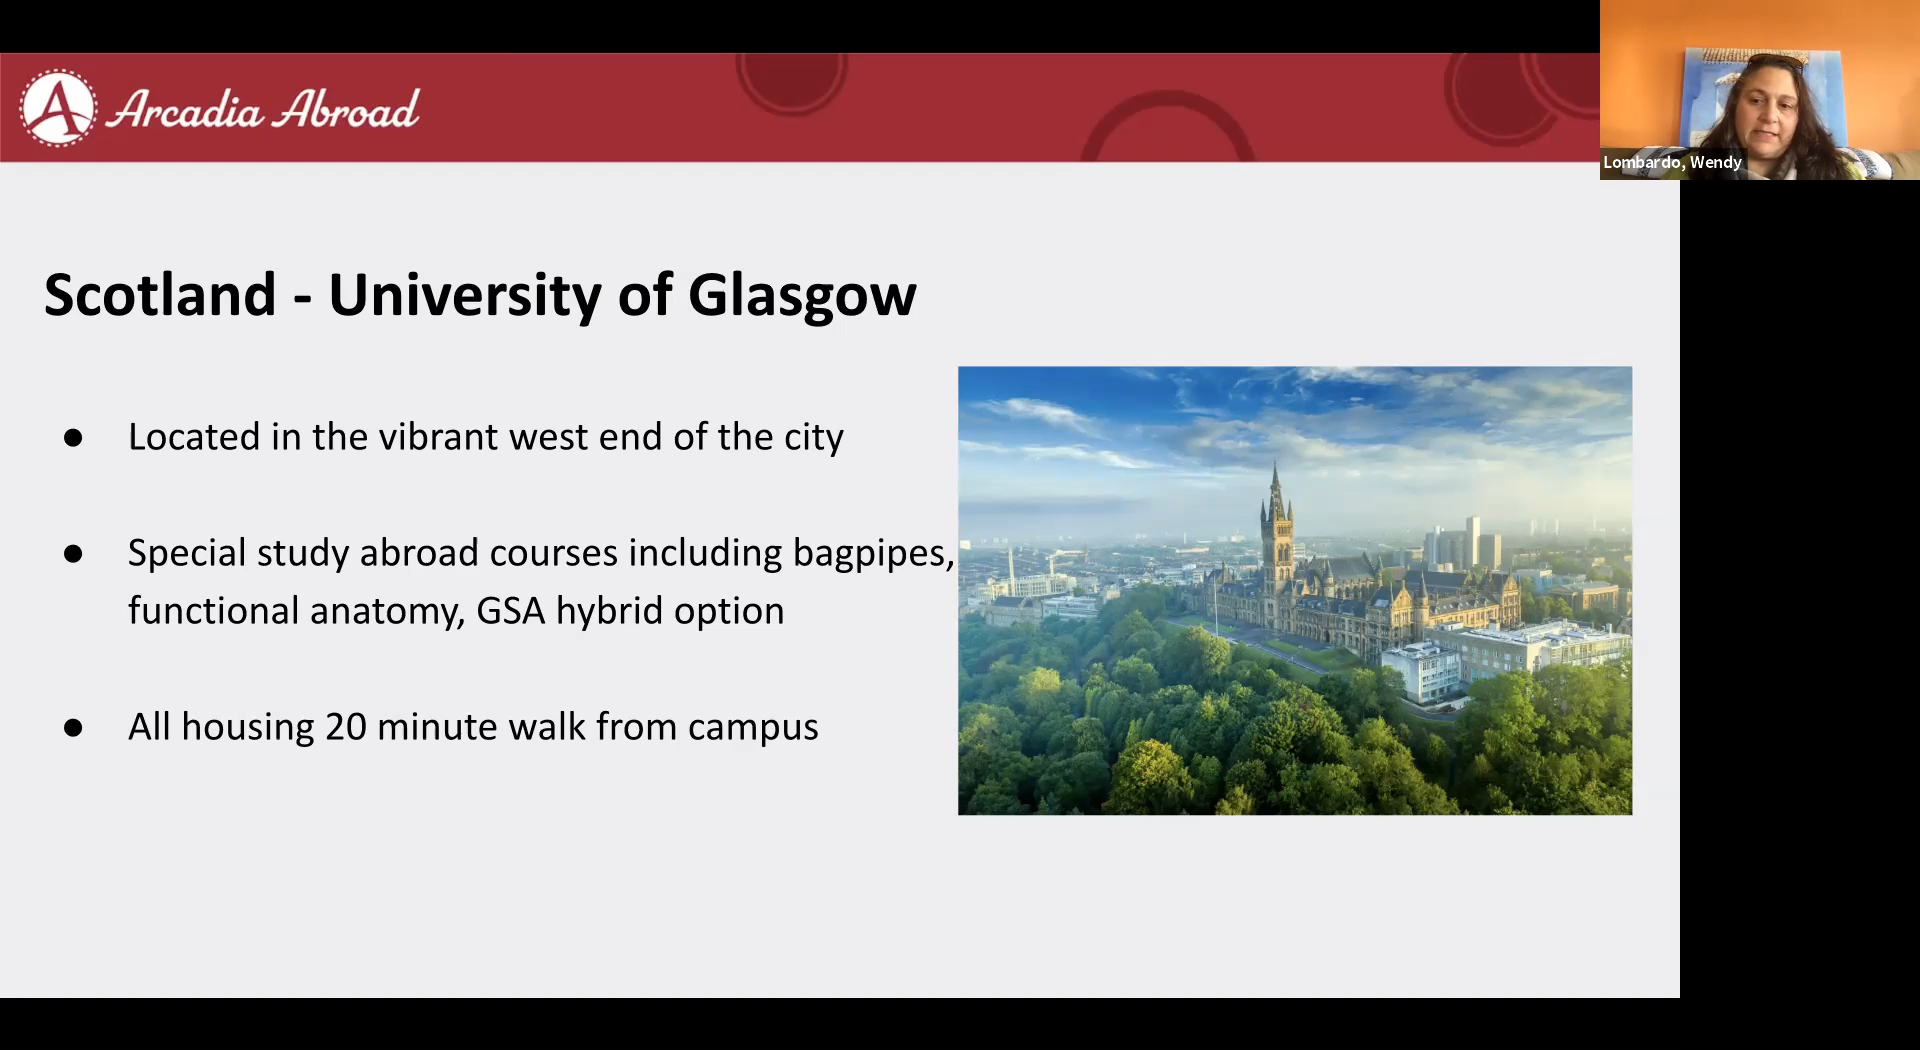 Arcadia Abroad
Lombardo, Wendy
Scotland - University of Glasgow
● Located in the vibrant west end of the city
● Special study abroad courses including bagpipes,
functional anatomy, GSA hybrid option
● All housing 20 minute walk from campus